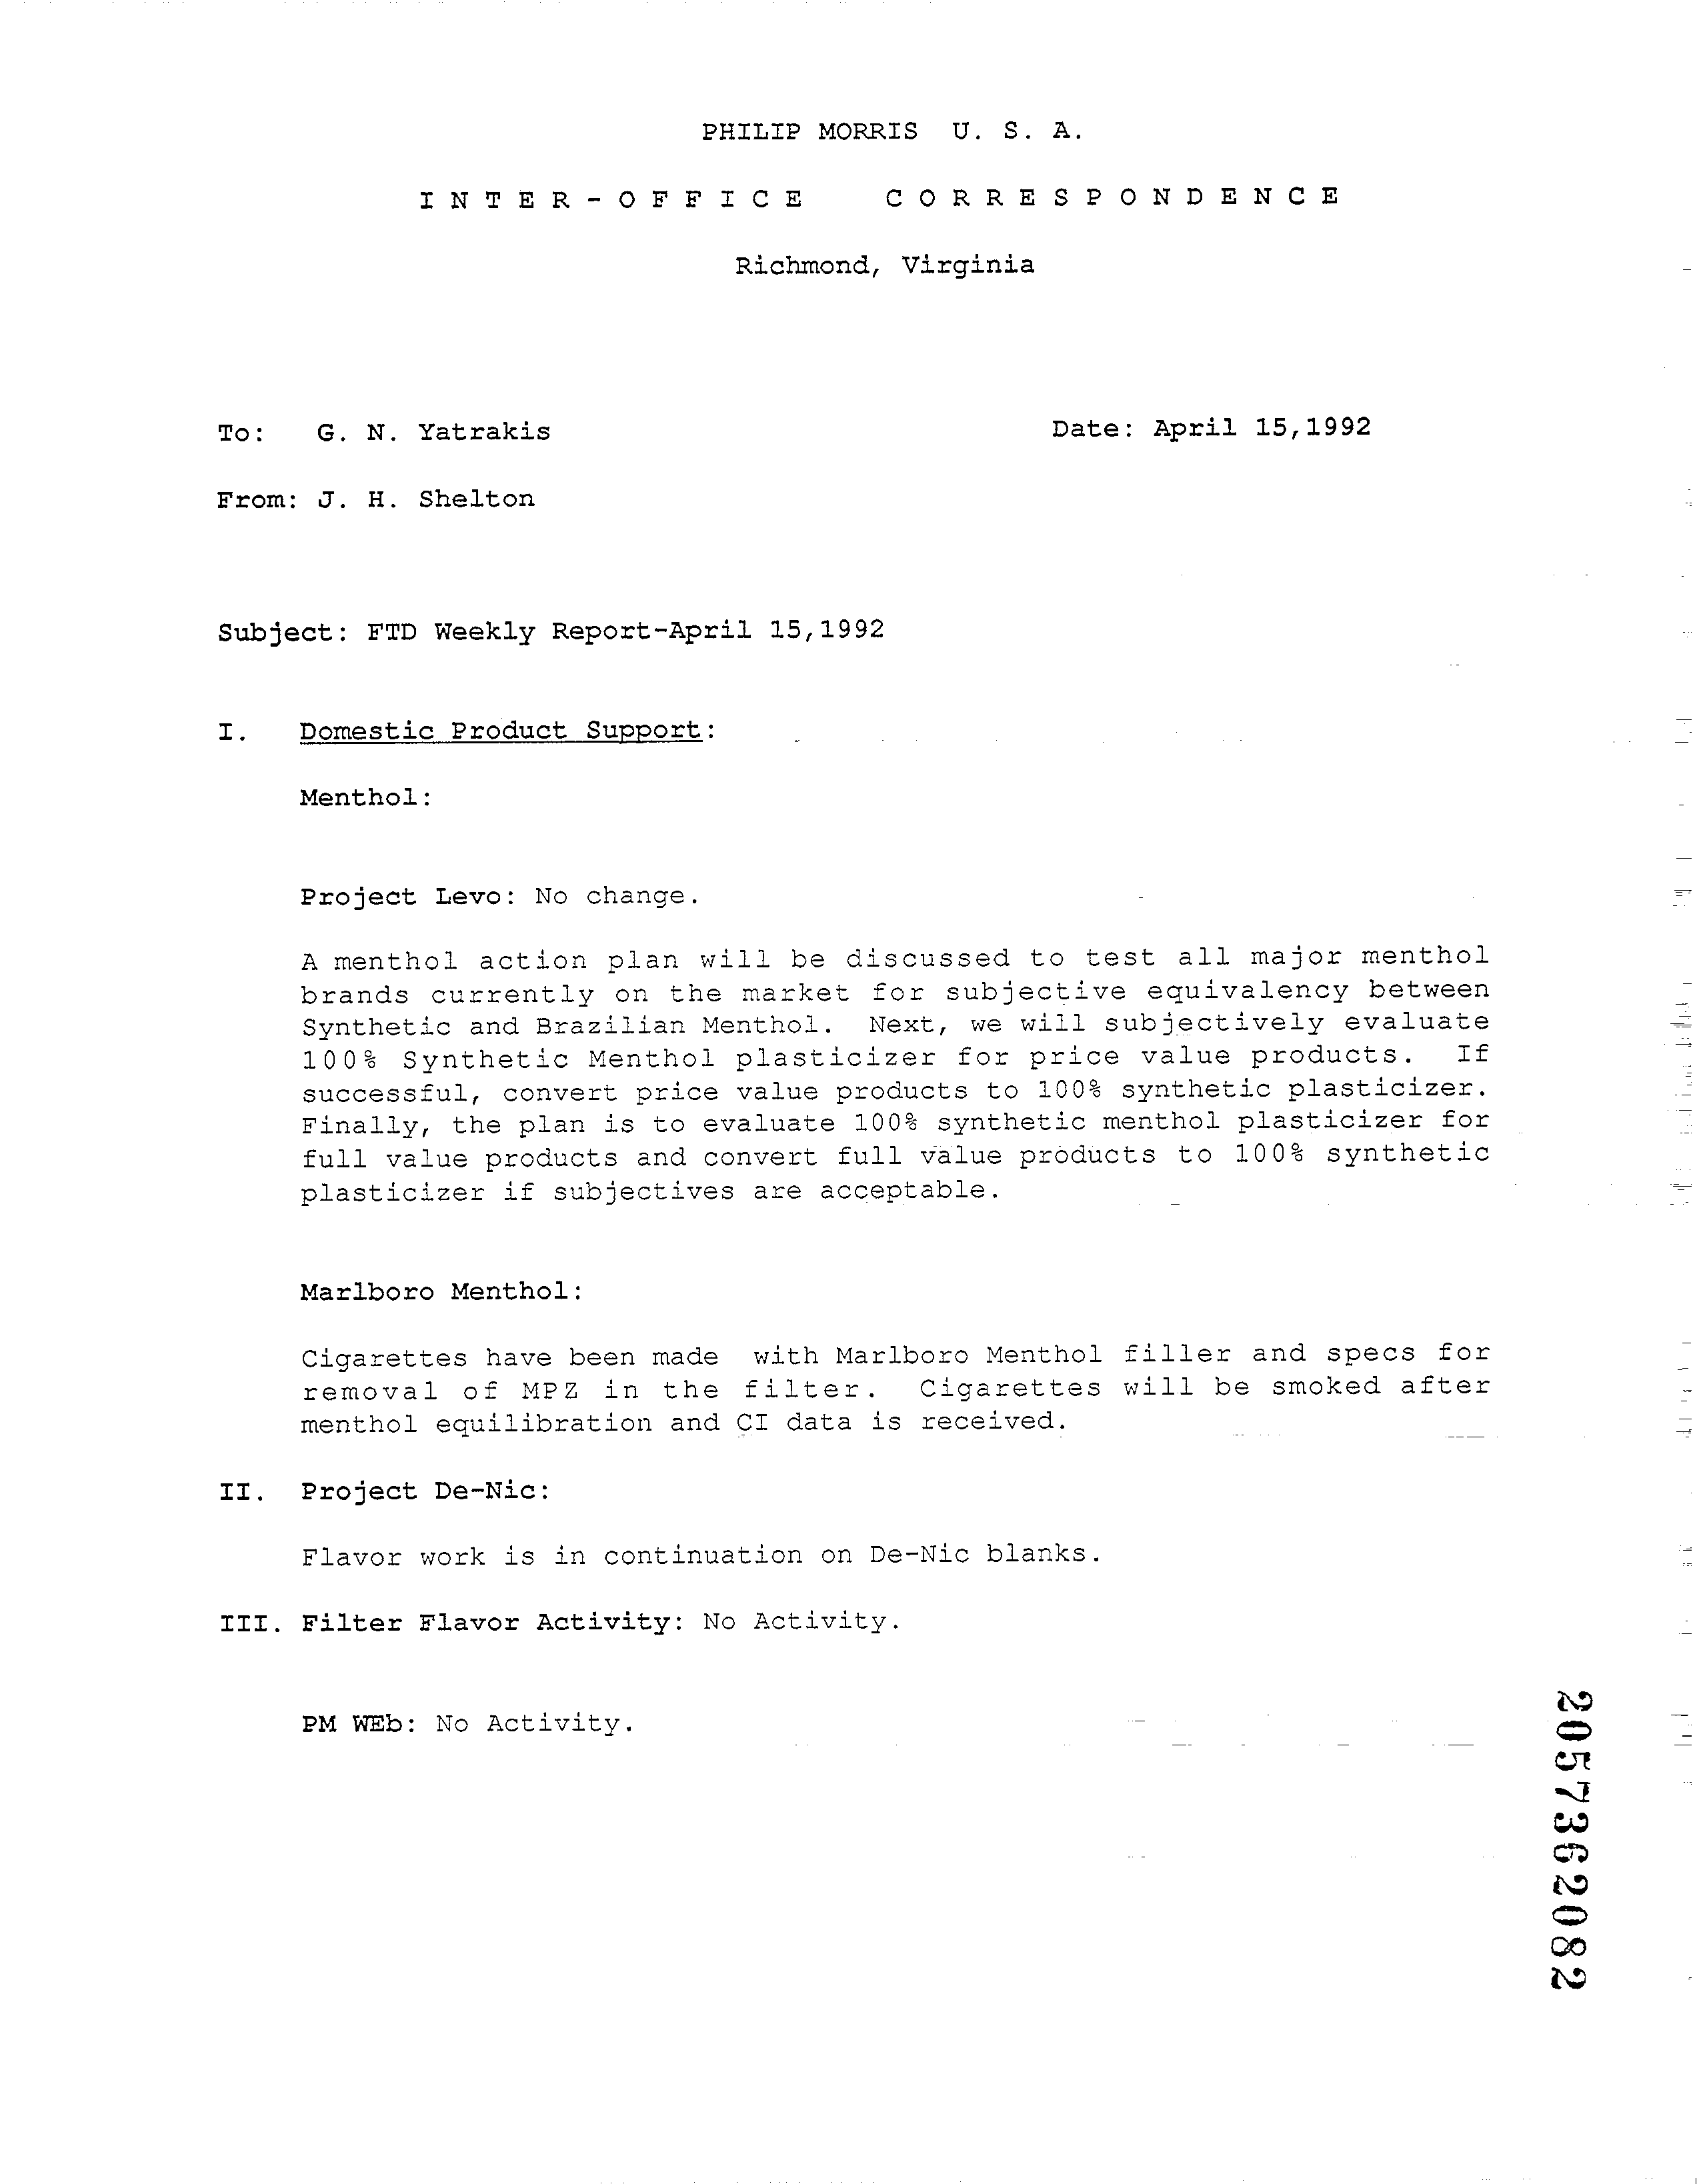 PHILIP MORRIS U. S. A.
INTER-OFFICE CORRESPONDENCE
Richmond, Virginia
To: G. N. Yatrakis Date: April 15,1992
From: J. H. Shelton
Subject: FTD Weekly Report-April 15,1992
I. Domestic Product Support:
Menthol:
Project Levo: No change.
A menthol action plan will be discussed to test all major menthol
brands currently on the market for subjective equivalency between
Synthetic and Brazilian Menthol. Next, we will subjectively evaluate
100% Synthetic Menthol plasticizer for price value products. If
successful, convert price value products to 100% synthetic plasticizer.
Finally, the plan is to evaluate 100% synthetic menthol plasticizer for
full value products and convert full value products to 100% synthetic
plasticizer if subjectives are acceptable.
Marlboro Menthol:
Cigarettes have been made with Marlboro Menthol filler and specs for
removal of MPZ in the filter. Cigarettes will be smoked after
menthol equilibration and CI data is received.
II. Project De-Nic:
Flavor work is in continuation on De-Nic blanks.
III. Filter Flavor Activity: No Activity.
PM WEb: No Activity.
2057362082